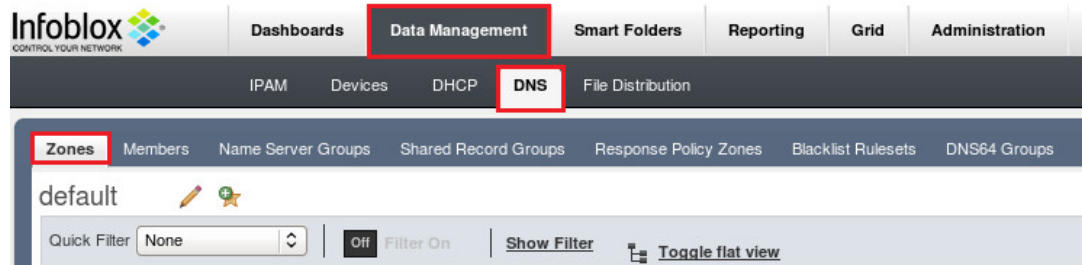 Infoblox
CONTROL YOUR NETWORK
Dashboards Data Management Smart Folders Reporting Grid Administration
IPAM Devices DHCP DNS File Distribution
Zones Members Name Server Groups Shared Record Groups Response Policy Zones Blacklist Rulesets DNS64 Groups
default
Quick Filter None Off Filter On Show Filter Toggle flat view